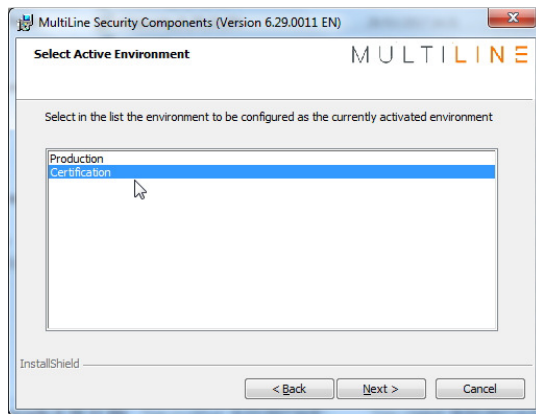 MultiLine Security Components (Version 6.29.0011 EN)
Select Active Environment
MULTILINE
Select in the list the environment to be configured as the currently activated environment
Production
Certification
InstallShield
< Back
Next >
Cancel